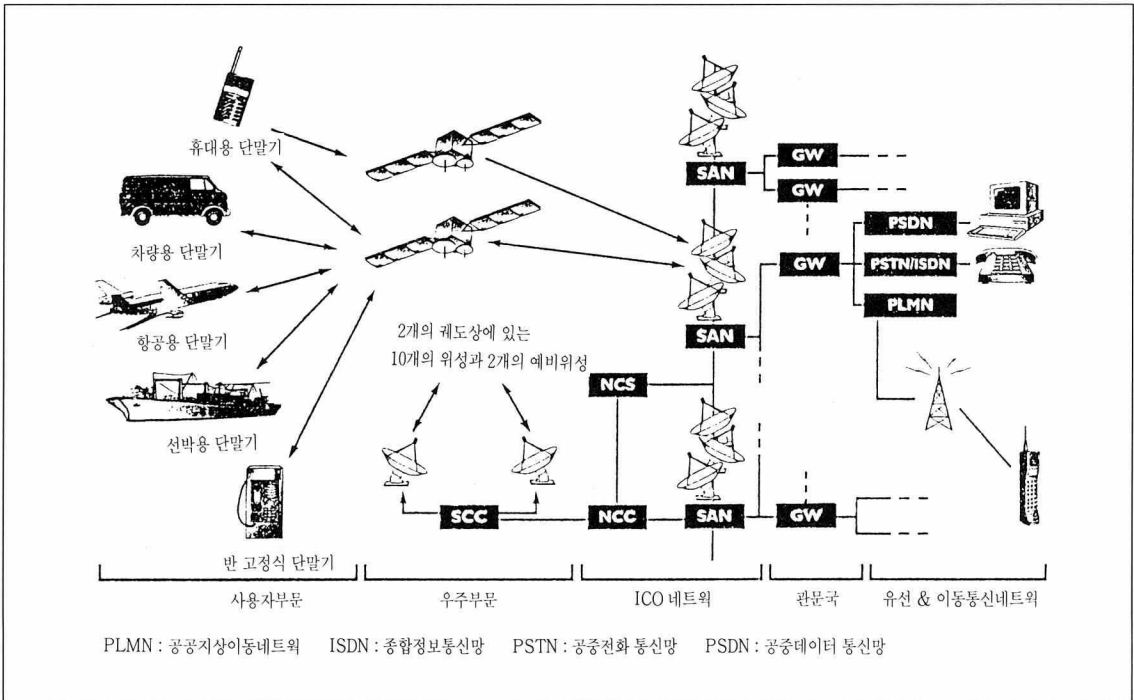 휴대용 단말기
차량용 단말기
항공용 단말기
선박용 단말기
반 고정식 단말기
2개의 궤도상에 있는
10개의 위성과 2개의 예비위성
SCC
NCC
NCS
SAN
SAN
SAN
GW
GW
GW
GW
PSDN
PSTN/ISDN
PLMN
사용자부문
우주부문
ICO 네트웍
관문국
유선 & 이동통신네트웍
PLMN : 공공지상이동네트웍 ISDN : 종합정보통신망 PSTN : 공중전화 통신망 PSDN : 공중데이터 통신망